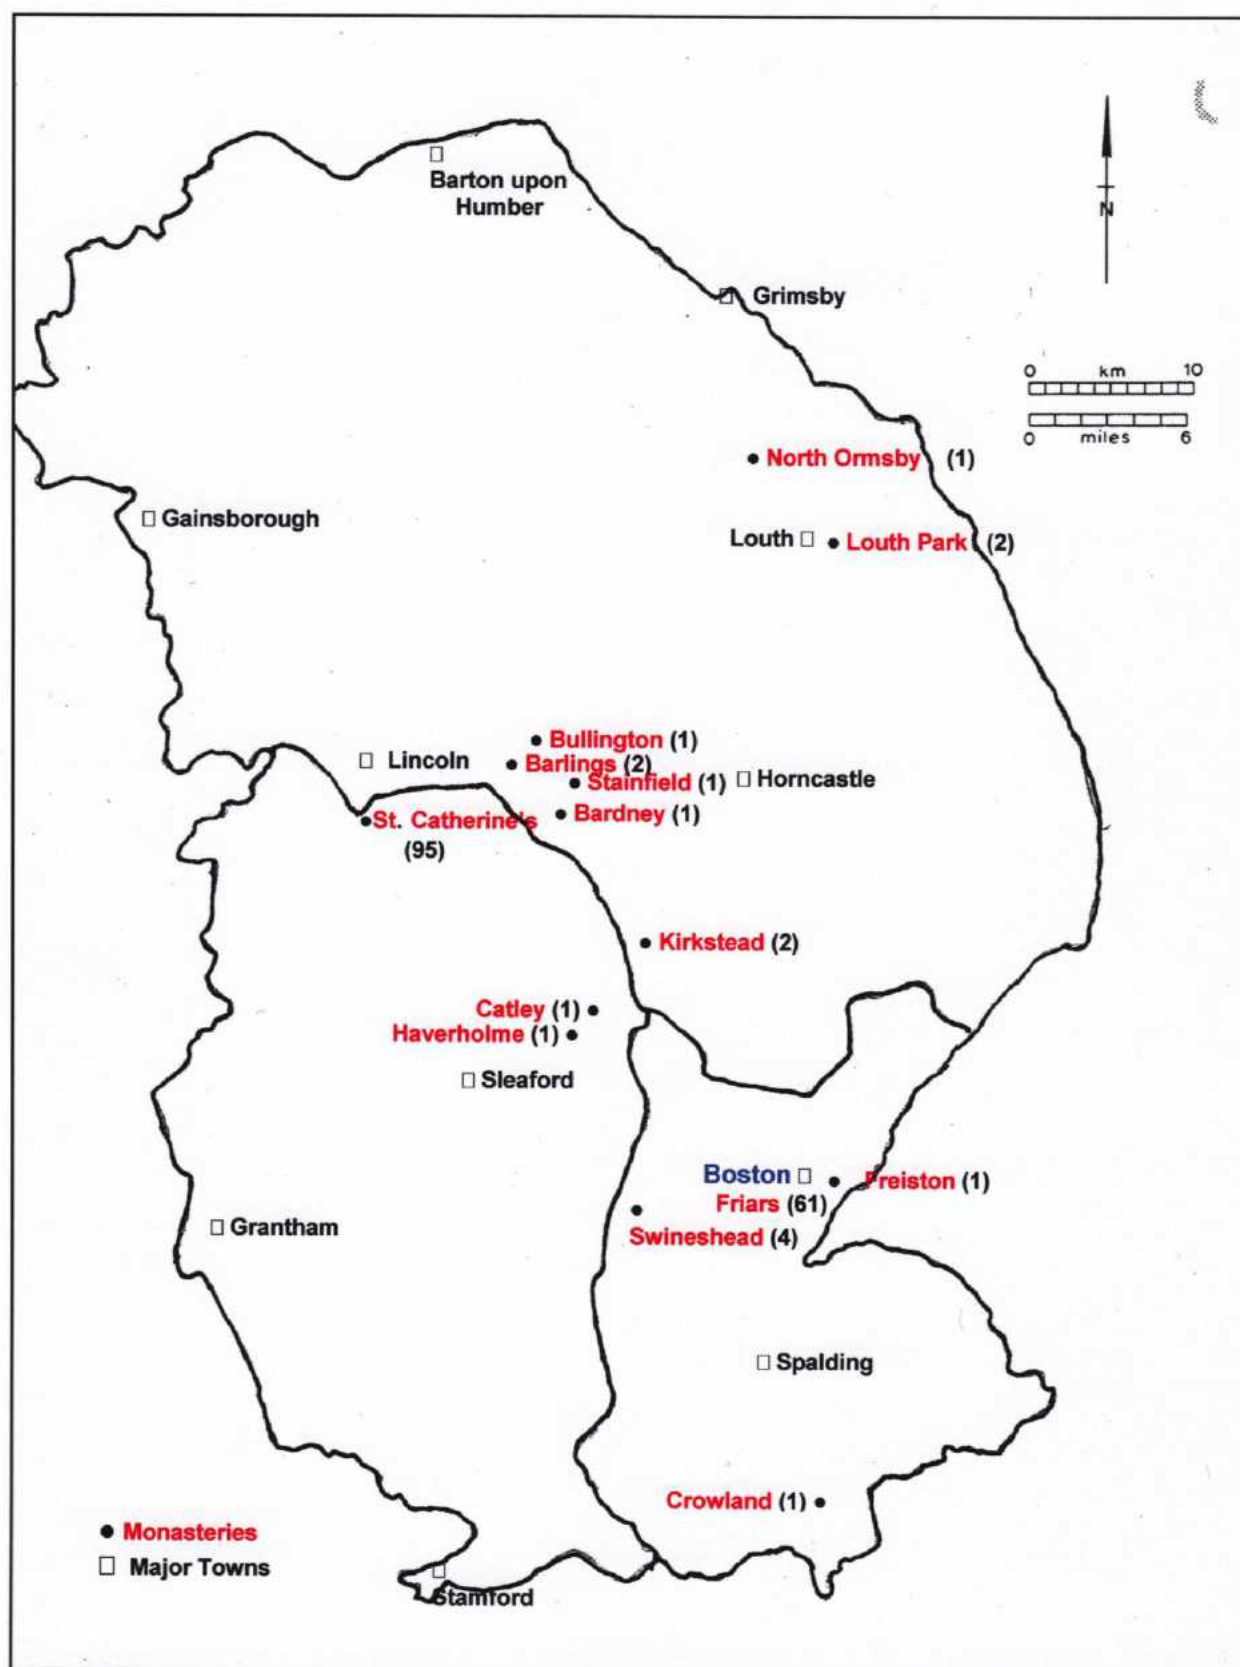 Barton upon
Humber
N
Grimsby
0 km 10
0 miles 6
North Ormsby (1)
Gainsborough
Louth
Louth Park (2)
Bullington (1)
Lincoln
Barlings (2)
Stainfield (1)
Horncastle
Bardney (1)
St. Catherine's
(95)
Kirkstead (2)
Catley (1)
Haverholme (1)
Sleaford
Boston
Freiston (1)
Friars (61)
Grantham
Swineshead (4)
Spalding
Crowland (1)
Monasteries
Major Towns
Stamford